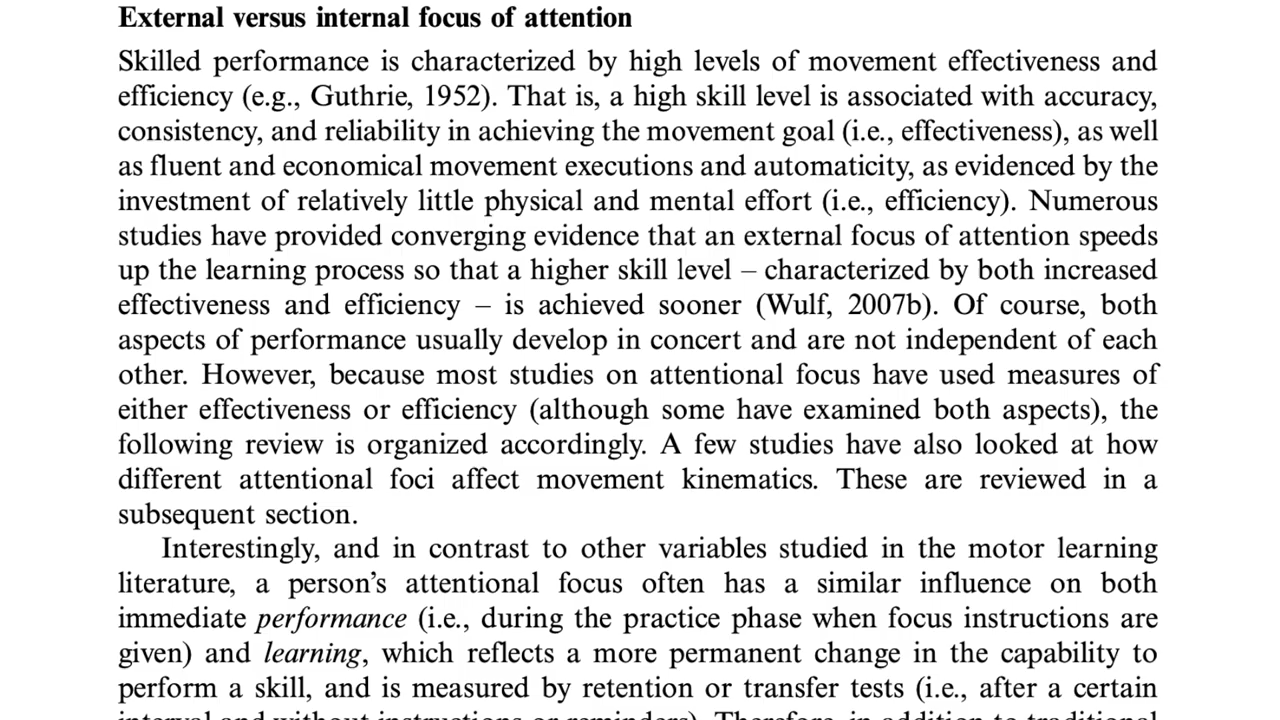 External versus internal focus of attention
Skilled performance is characterized by high levels of movement effectiveness and
efficiency (e.g., Guthrie, 1952). That is, a high skill level is associated with accuracy,
consistency, and reliability in achieving the movement goal (i.e., effectiveness), as well
as fluent and economical movement executions and automaticity, as evidenced by the
investment of relatively little physical and mental effort (i.e., efficiency). Numerous
studies have provided converging evidence that an external focus of attention speeds
up the learning process so that a higher skill level – characterized by both increased
effectiveness and efficiency – is achieved sooner (Wulf, 2007b). Of course, both
aspects of performance usually develop in concert and are not independent of each
other. However, because most studies on attentional focus have used measures of
either effectiveness or efficiency (although some have examined both aspects), the
following review is organized accordingly. A few studies have also looked at how
different attentional foci affect movement kinematics. These are reviewed in a
subsequent section.
Interestingly, and in contrast to other variables studied in the motor learning
literature, a person's attentional focus often has a similar influence on both
immediate performance (i.e., during the practice phase when focus instructions are
given) and learning, which reflects a more permanent change in the capability to
perform a skill, and is measured by retention or transfer tests (i.e., after a certain
interval and without instructions or reminders). Therefore, in addition to traditional